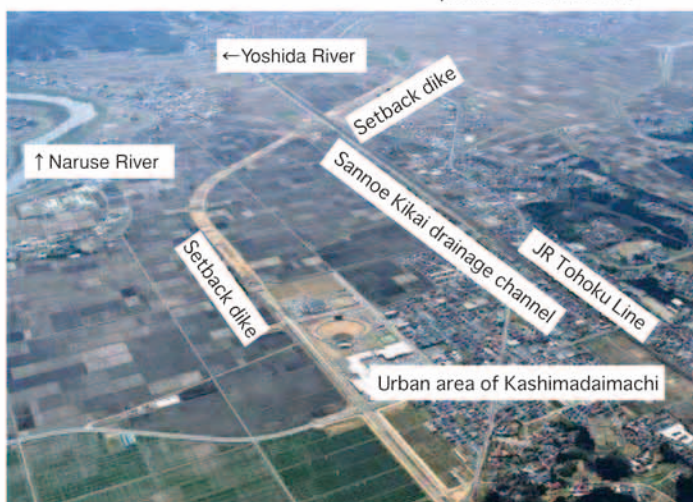 ←Yoshida River
Setback dike
↑Naruse River
Sannoe Kikai drainage channel
JR Tohoku Line
Setback dike
Urban area of Kashimadaimachi